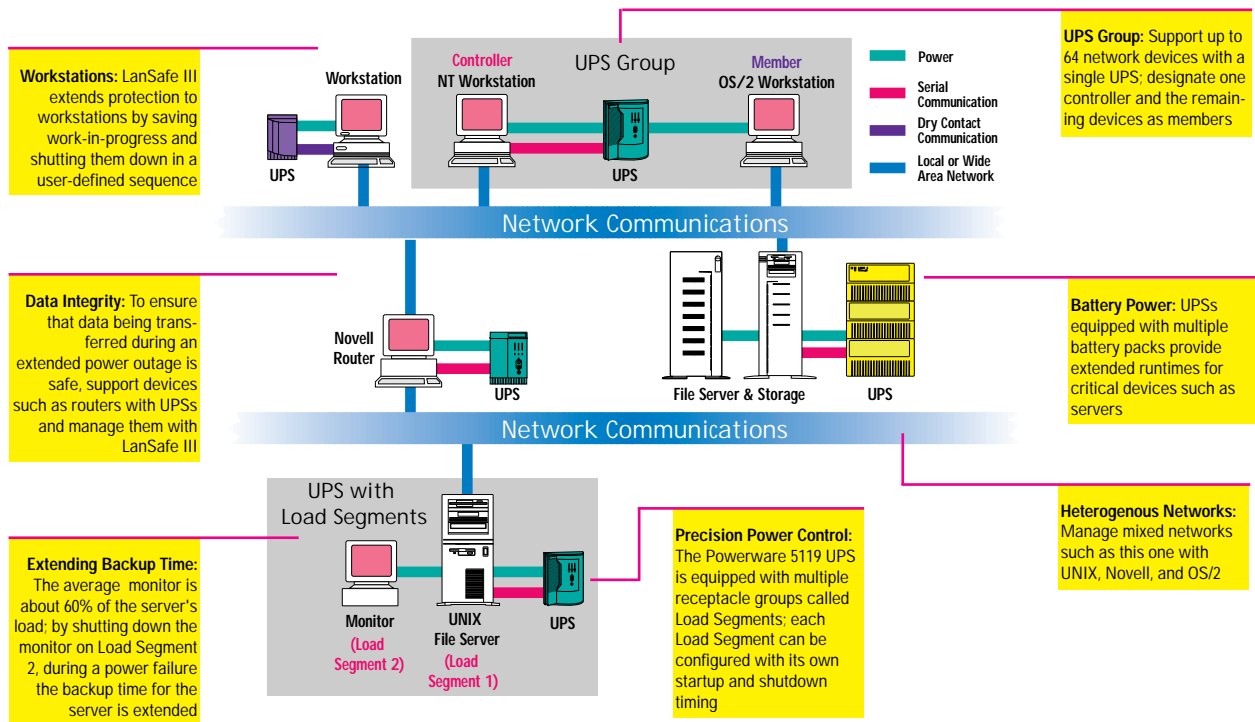 Workstations: LanSafe III
extends protection to
workstations by saving
work-in-progress and
shutting them down in a
user-defined sequence
Workstation
UPS
Controller
NT Workstation
UPS Group
Member
OS/2 Workstation
UPS
Power
Serial
Communication
Dry Contact
Communication
Local or Wide
Area Network
UPS Group: Support up to
64 network devices with a
single UPS; designate one
controller and the remain-
ing devices as members
Network Communications
Data Integrity: To ensure
that data being trans-
ferred during an
extended power outage is
safe, support devices
such as routers with UPSs
and manage them with
LanSafe III
Novell
Router
UPS
File Server & Storage
UPS
Battery Power: UPSs
equipped with multiple
battery packs provide
extended runtimes for
critical devices such as
servers
Network Communications
UPS with
Load Segments
Monitor
(Load
Segment 2)
UNIX
File Server
(Load
Segment 1)
UPS
Extending Backup Time:
The average monitor is
about 60% of the server's
load; by shutting down the
monitor on Load Segment
2, during a power failure
the backup time for the
server is extended
Precision Power Control:
The Powerware 5119 UPS
is equipped with multiple
receptacle groups called
Load Segments; each
Load Segment can be
configured with its own
startup and shutdown
timing
Heterogenous Networks:
Manage mixed networks
such as this one with
UNIX, Novell, and OS/2